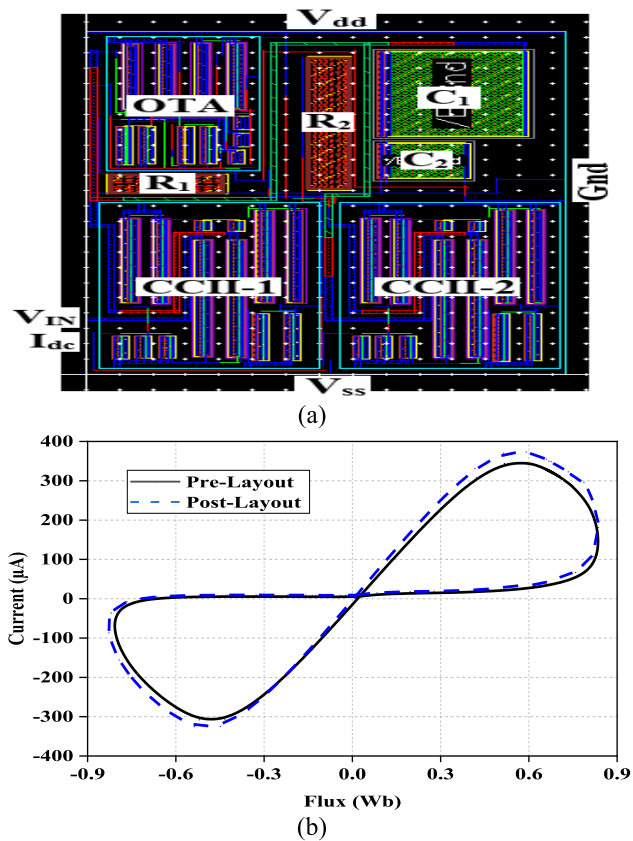 Vdd
OTA
R2
C1
C2
R1
Gnd
CCII-1
CCII-2
VIN
Idc
Vss
(a)
400
300
200
100
0
-100
-200
-300
-400
Current (µA)
Pre-Layout
Post-Layout
-0.9
-0.6
-0.3
0.0
0.3
0.6
0.9
Flux (Wb)
(b)